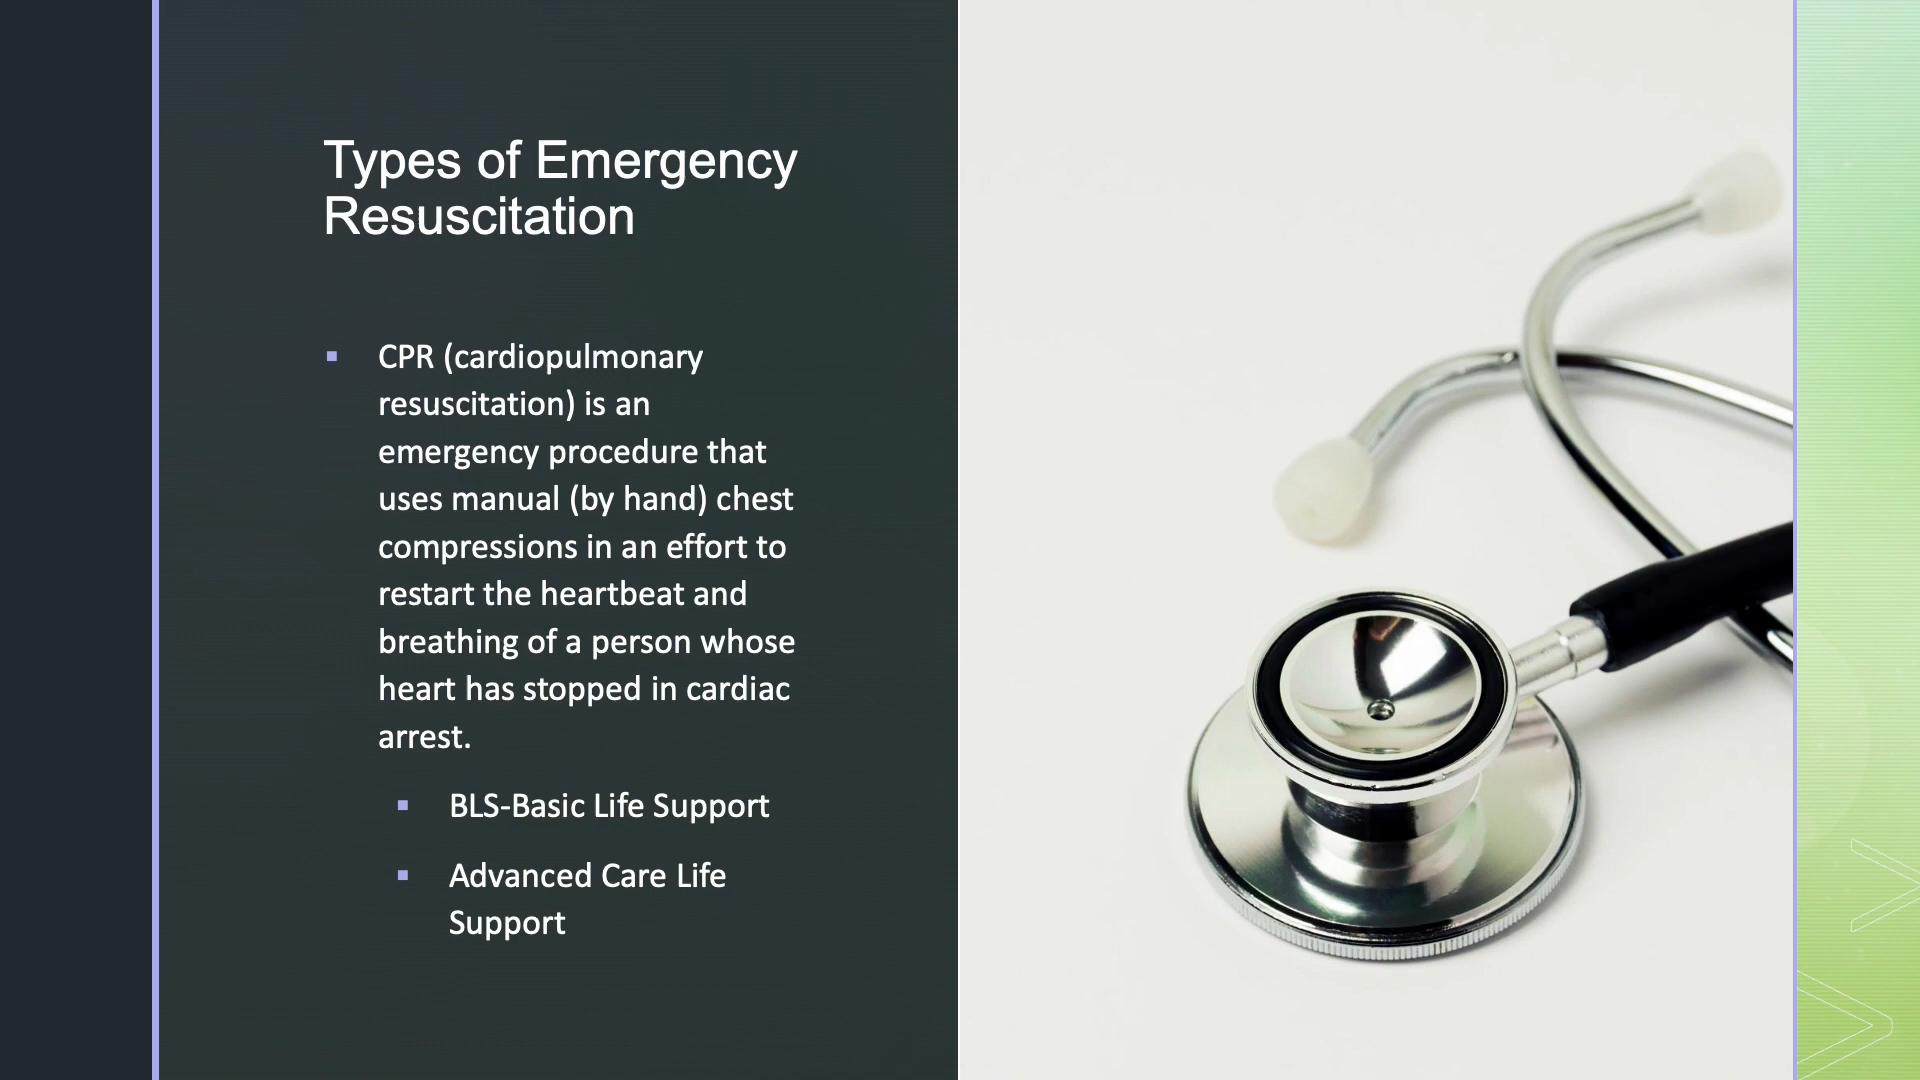 Types of Emergency
Resuscitation
▪ CPR (cardiopulmonary
resuscitation) is an
emergency procedure that
uses manual (by hand) chest
compressions in an effort to
restart the heartbeat and
breathing of a person whose
heart has stopped in cardiac
arrest.
▪ BLS-Basic Life Support
▪ Advanced Care Life
Support